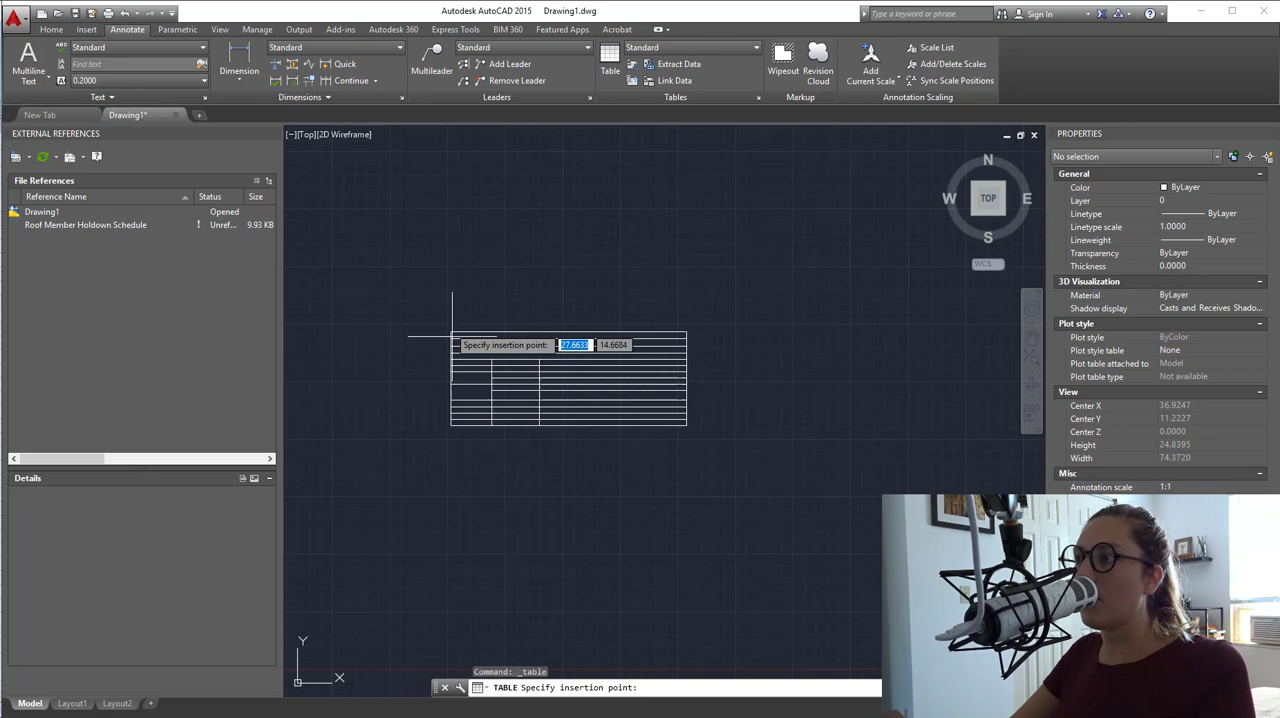 Autodesk AutoCAD 2015 Drawing1.dwg
Type a keyword or phrase
Sign In
Home Insert Annotate Parametric View Manage Output Add-ins Autodesk 360 Express Tools BIM 360 Featured Apps Acrobat
Multiline
Text
ABC
Standard
Find text
0.2000
Text
Dimension
Standard
Quick
Continue
Dimensions
Multileader
Standard
Add Leader
Remove Leader
Leaders
Table
Standard
Extract Data
Link Data
Tables
Wipeout
Revision
Cloud
Markup
Add
Current Scale
Scale List
Add/Delete Scales
Sync Scale Positions
Annotation Scaling
New Tab
Drawing1*
EXTERNAL REFERENCES
File References
Reference Name Status Size
Drawing1 Opened
Roof Member Holdown Schedule ! Unref... 9.93 KB
Details
[−][Top][2D Wireframe]
N
W TOP E
S
WCS
Specify insertion point: 27.6633 14.6684
Y
X
Command: _table
TABLE Specify insertion point:
Model Layout1 Layout2 +
PROPERTIES
No selection
General
Color ByLayer
Layer 0
Linetype ByLayer
Linetype scale 1.0000
Lineweight ByLayer
Transparency ByLayer
Thickness 0.0000
3D Visualization
Material ByLayer
Shadow display Casts and Receives Shado...
Plot style
Plot style ByColor
Plot style table None
Plot table attached to Model
Plot table type Not available
View
Center X 36.9247
Center Y 11.2227
Center Z 0.0000
Height 24.8395
Width 74.3720
Misc
Annotation scale 1:1